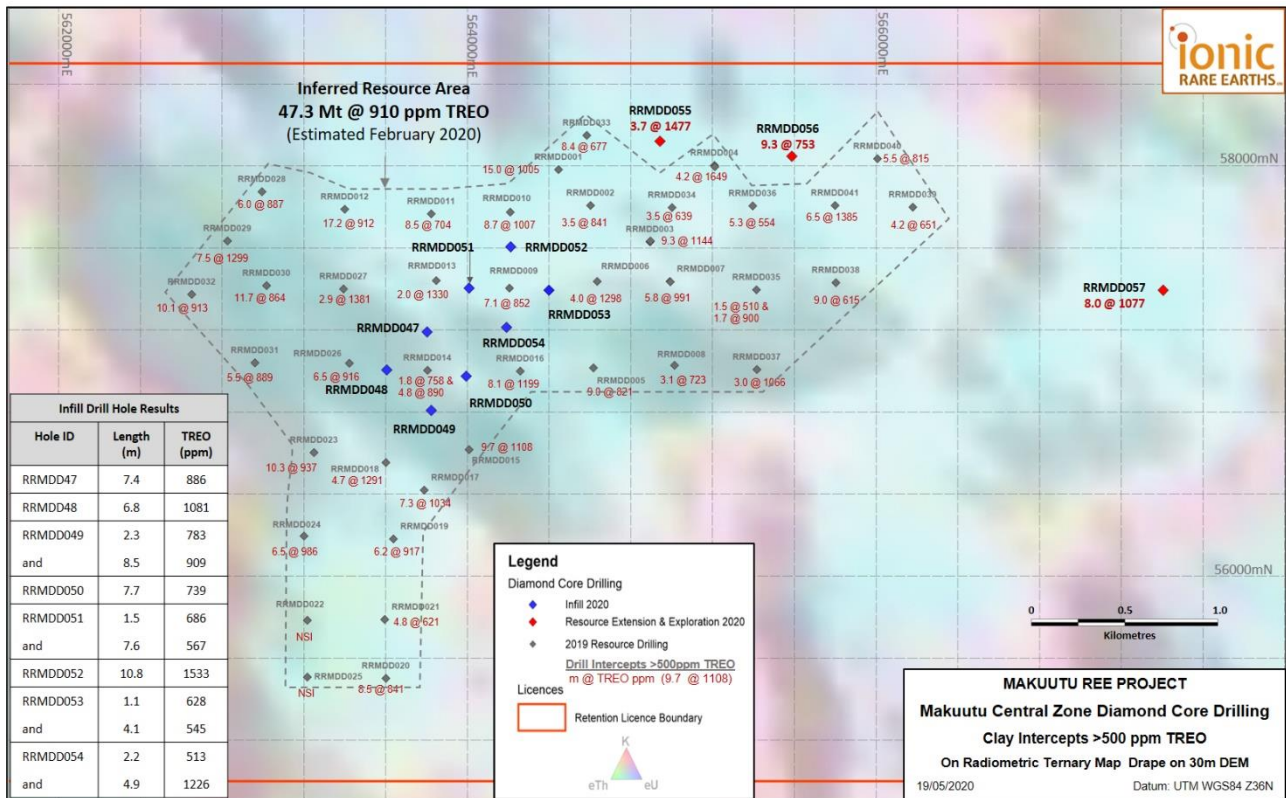 562000mE
564000mE
566000mE
ionic
RARE EARTHS
Inferred Resource Area
47.3 Mt @ 910 ppm TREO
(Estimated February 2020)
RRMDD055
3.7 @ 1477
RRMDD056
9.3 @ 753
RRMDD033
8.4 @ 677
RRMDD001
15.0 @ 1005
RRMDD004
4.2 @ 1649
RRMDD040
5.5 @ 815
58000mN
RRMDD028
6.0 @ 887
RRMDD012
17.2 @ 912
RRMDD011
8.5 @ 704
RRMDD010
8.7 @ 1007
RRMDD002
3.5 @ 841
RRMDD034
3.5 @ 639
RRMDD036
5.3 @ 554
RRMDD041
6.5 @ 1385
RRMDD039
4.2 @ 651
RRMDD029
7.5 @ 1299
RRMDD051
RRMDD052
RRMDD003
9.3 @ 1144
RRMDD032
10.1 @ 913
RRMDD030
11.7 @ 864
RRMDD027
2.9 @ 1381
RRMDD013
2.0 @ 1330
RRMDD009
7.1 @ 852
RRMDD053
RRMDD006
4.0 @ 1298
RRMDD007
5.8 @ 991
RRMDD035
1.5 @ 510 &
1.7 @ 900
RRMDD038
9.0 @ 615
RRMDD057
8.0 @ 1077
RRMDD047
RRMDD054
RRMDD031
5.5 @ 889
RRMDD026
6.5 @ 916
RRMDD048
RRMDD014
1.8 @ 758 &
4.8 @ 890
RRMDD016
8.1 @ 1199
RRMDD050
RRMDD005
9.0 @ 821
RRMDD008
3.1 @ 723
RRMDD037
3.0 @ 1066
RRMDD049
RRMDD023
10.3 @ 937
RRMDD018
4.7 @ 1291
9.7 @ 1108
RRMDD015
RRMDD017
7.3 @ 1034
RRMDD024
6.5 @ 986
RRMDD019
6.2 @ 917
RRMDD022
NSI
RRMDD021
4.8 @ 621
RRMDD025
NSI
RRMDD020
8.5 @ 841
56000mN
Infill Drill Hole Results
Hole ID Length (m) TREO (ppm)
RRMDD47 7.4 886
RRMDD48 6.8 1081
RRMDD049 2.3 783
and 8.5 909
RRMDD050 7.7 739
RRMDD051 1.5 686
and 7.6 567
RRMDD052 10.8 1533
RRMDD053 1.1 628
and 4.1 545
RRMDD054 2.2 513
and 4.9 1226
Legend
Diamond Core Drilling
Infill 2020
Resource Extension & Exploration 2020
2019 Resource Drilling
Drill Intercepts >500ppm TREO
m @ TREO ppm (9.7 @ 1108)
Licences
Retention Licence Boundary
K
eTh eU
0 0.5 1.0
Kilometres
MAKUUTU REE PROJECT
Makuutu Central Zone Diamond Core Drilling
Clay Intercepts >500 ppm TREO
On Radiometric Ternary Map Drape on 30m DEM
19/05/2020 Datum: UTM WGS84 Z36N